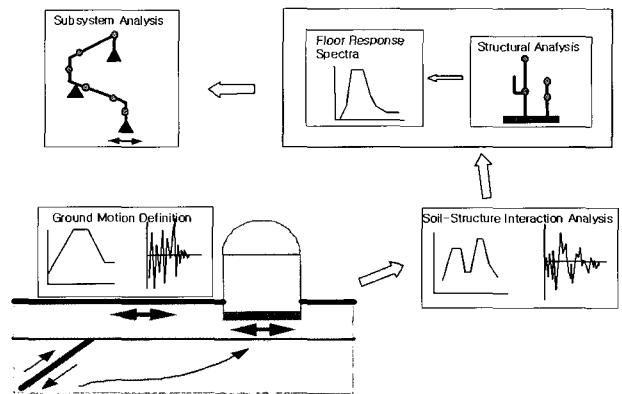 Subsystem Analysis
Floor Response
Spectra
Structural Analysis
Ground Motion Definition
Soil-Structure Interaction Analysis